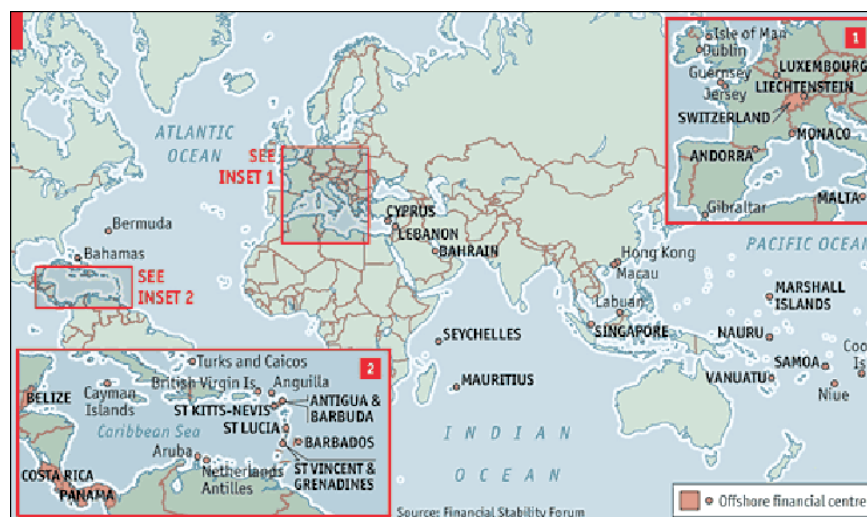 ATLANTIC
OCEAN
SEE
INSET 1
Bermuda
Bahamas
SEE
INSET 2
CYPRUS
LEBANON
BAHRAIN
Hong Kong
Macau
Labuan
SINGAPORE
SEYCHELLES
MAURITIUS
INDIAN
OCEAN
PACIFIC OCEAN
MARSHALL
ISLANDS
NAURU
SAMOA
VANUATU
Coo
Is
Niue
1
Isle of Man
Dublin
Guernsey
Jersey
LUXEMBOURG
LIECHTENSTEIN
SWITZERLAND
MONACO
ANDORRA
Gibraltar
MALTA
2
Turks and Caicos
BELIZE
Cayman
Islands
British Virgin Is
Anguilla
ANTIGUA &
BARBUDA
ST KITTS-NEVIS
ST LUCIA
Caribbean Sea
BARBADOS
Aruba
Netherlands
Antilles
ST VINCENT &
GRENADINES
COSTA RICA
PANAMA
Source: Financial Stability Forum
Offshore financial centre